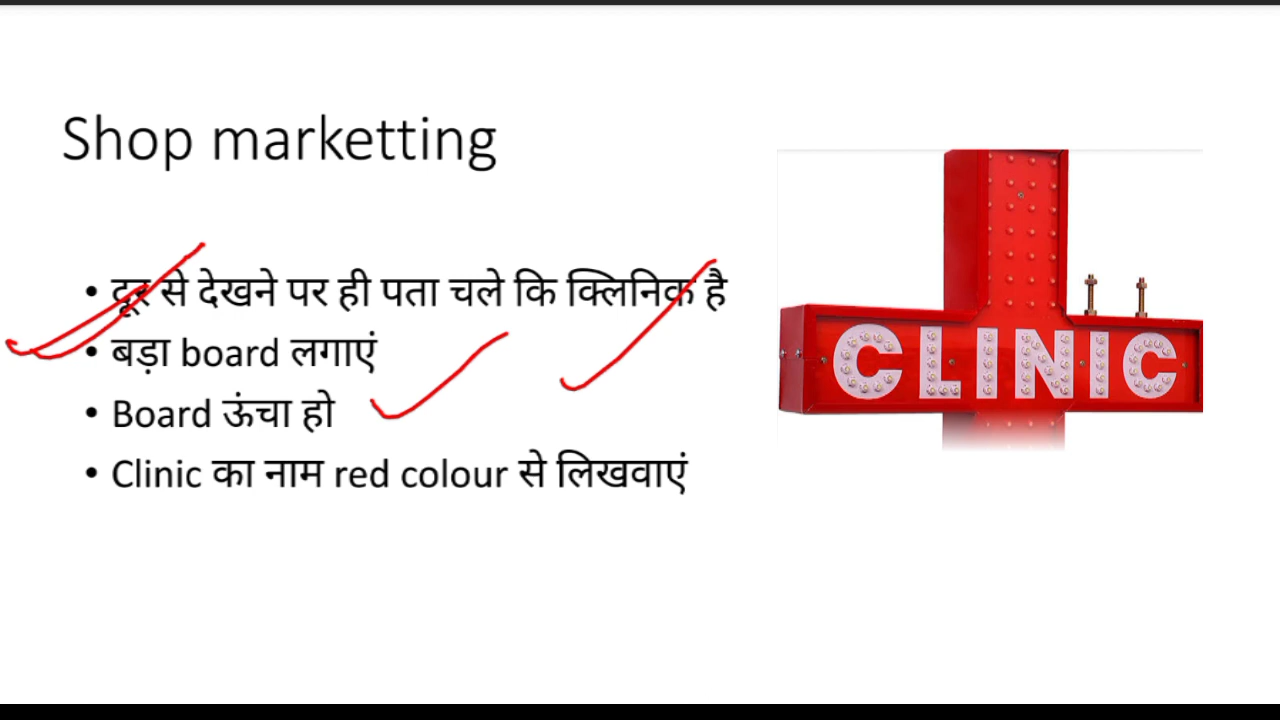 Shop marketting
• दूर से देखने पर ही पता चले कि क्लिनिक है
• बड़ा board लगाएं
• Board ऊंचा हो
• Clinic का नाम red colour से लिखवाएं
CLINIC